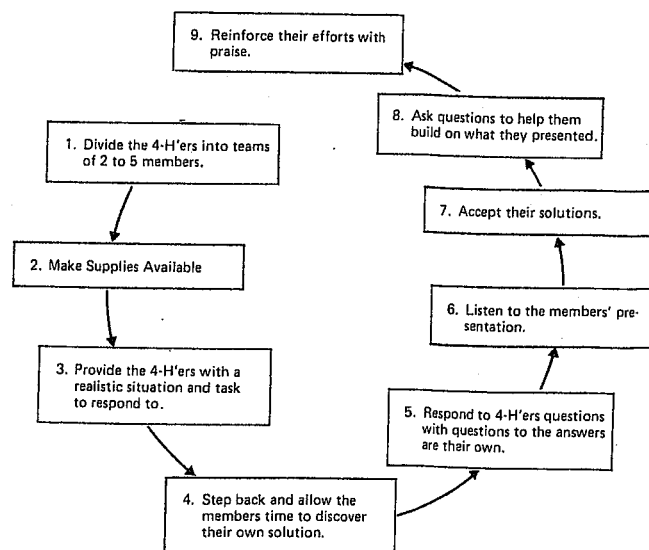 1. Divide the 4-H'ers into teams
of 2 to 5 members.
2. Make Supplies Available
3. Provide the 4-H'ers with a
realistic situation and task
to respond to.
4. Step back and allow the
members time to discover
their own solution.
5. Respond to 4-H'ers questions
with questions to the answers
are their own.
6. Listen to the members' pre-
sentation.
7. Accept their solutions.
8. Ask questions to help them
build on what they presented.
9. Reinforce their efforts with
praise.